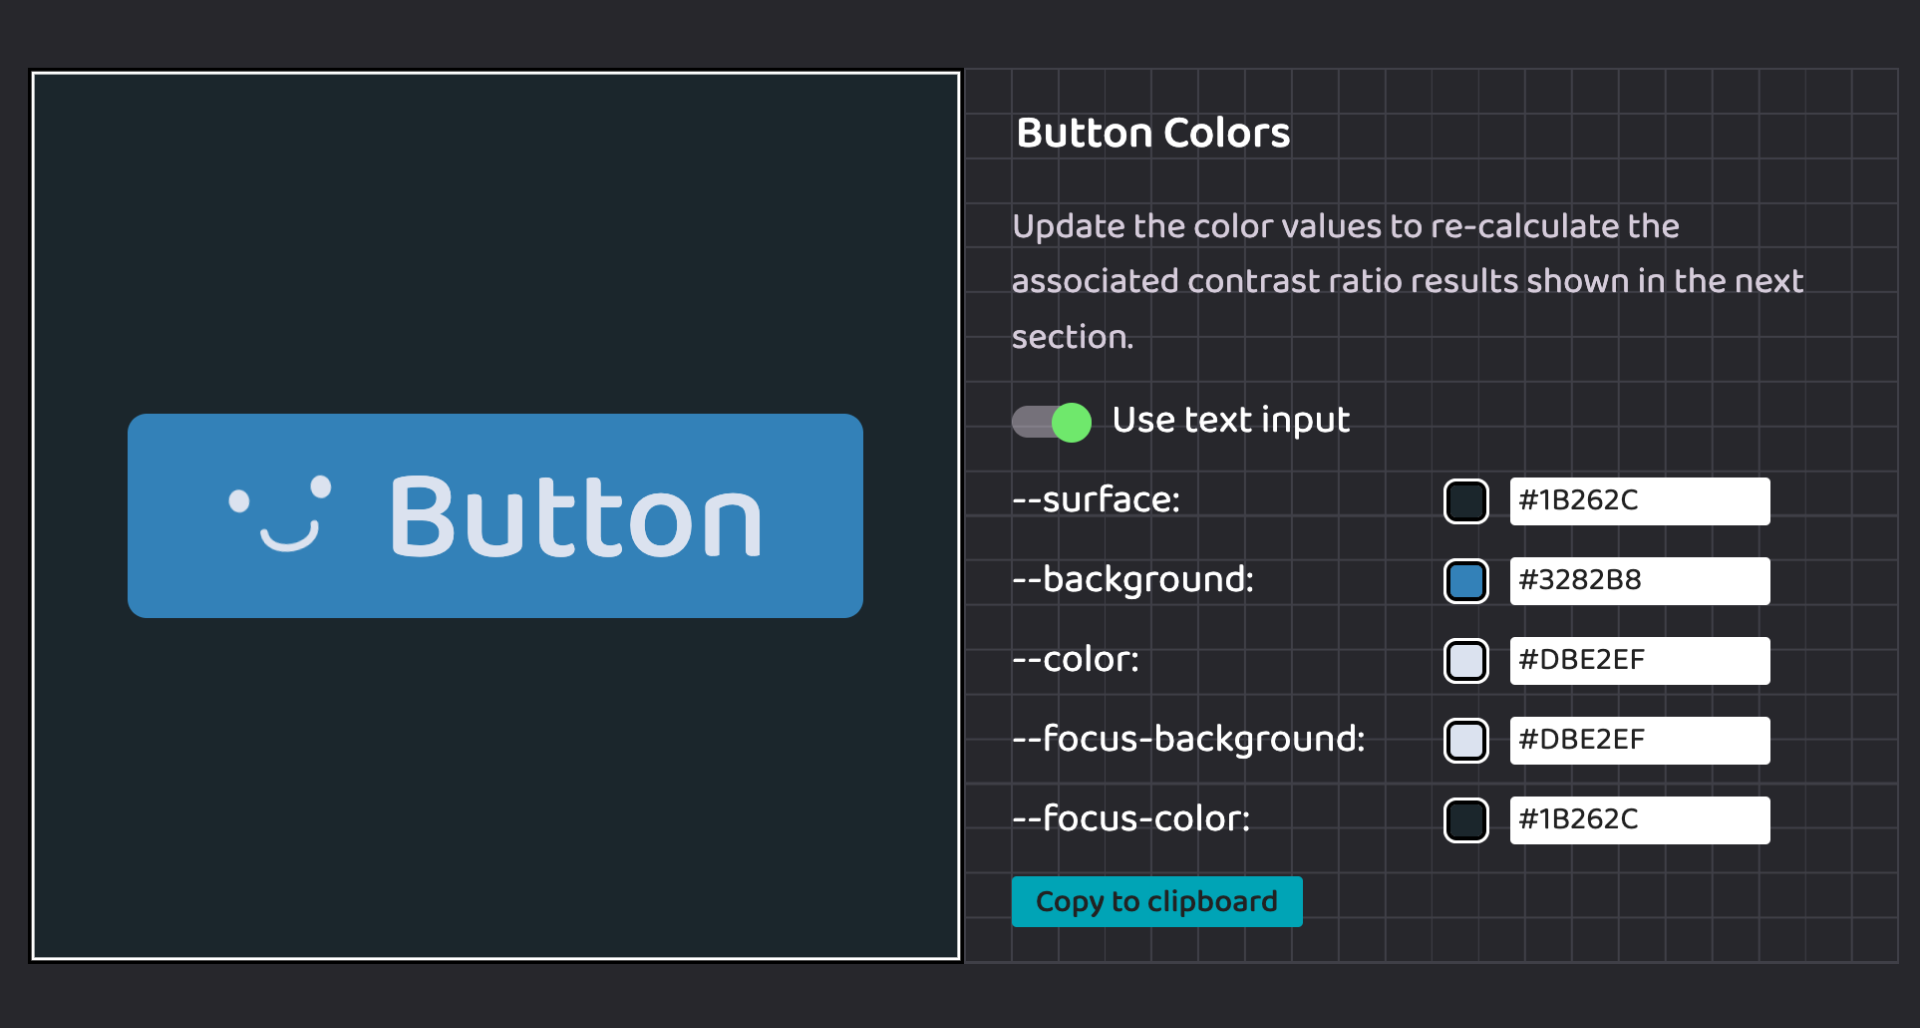 Button
Button Colors
Update the color values to re-calculate the
associated contrast ratio results shown in the next
section.
Use text input
--surface: #1B262C
--background: #3282B8
--color: #DBE2EF
--focus-background: #DBE2EF
--focus-color: #1B262C
Copy to clipboard